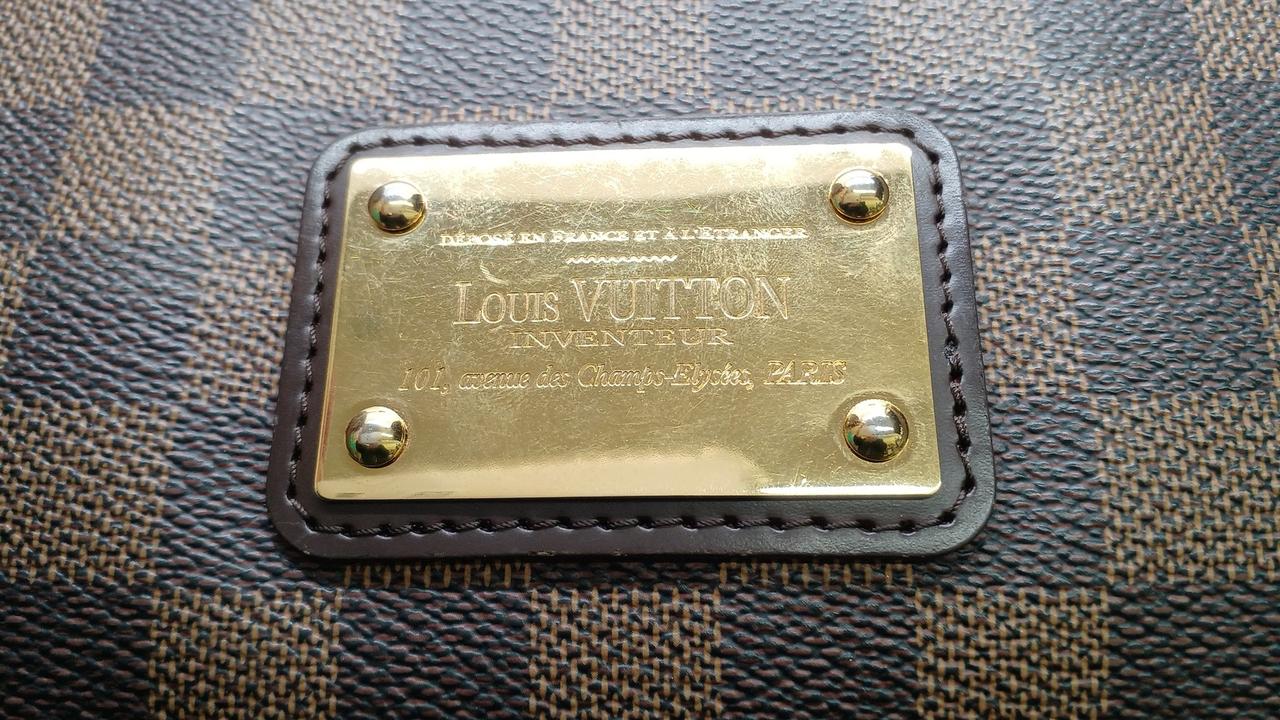 DÉPOSÉ EN FRANCE ET À L'ÉTRANGER
LOUIS VUITTON
INVENTEUR
101, avenue des Champs-Elysées, PARIS